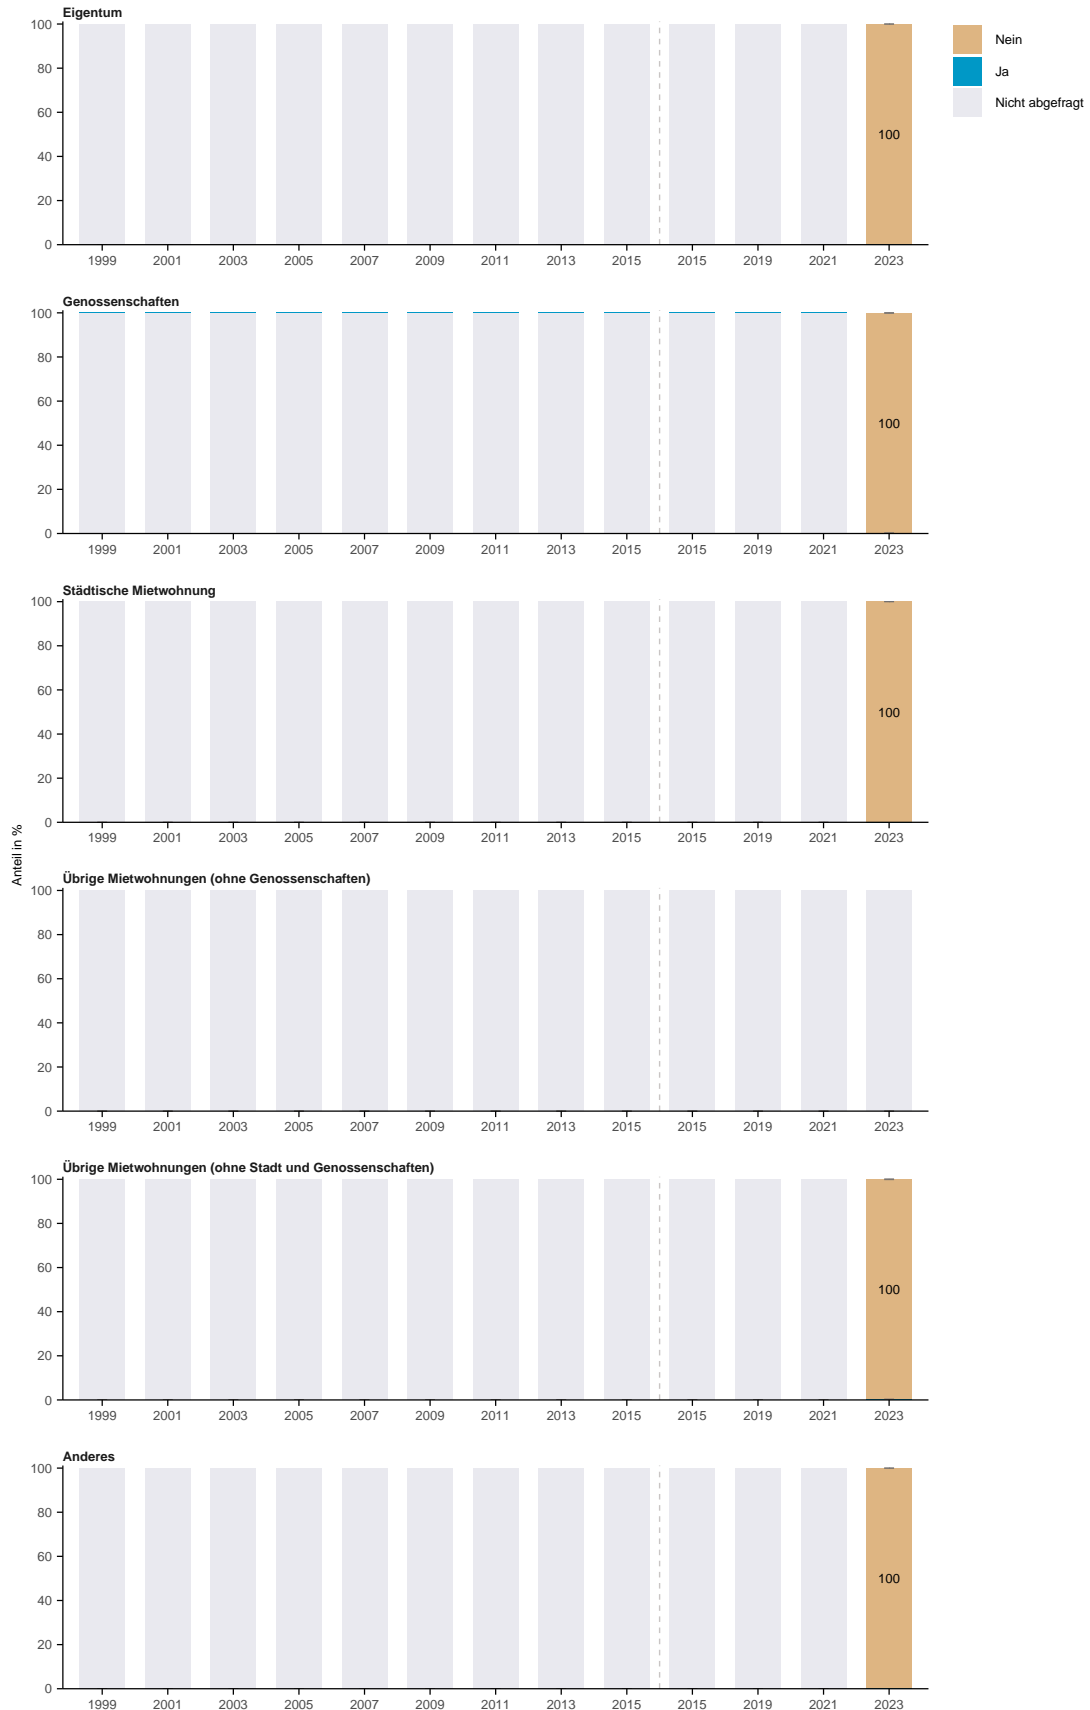 Eigentum
100
80
60
40
20
0
100
1999 2001 2003 2005 2007 2009 2011 2013 2015 2015 2019 2021 2023
Nein
Ja
Nicht abgefragt
Genossenschaften
100
80
60
40
20
0
100
1999 2001 2003 2005 2007 2009 2011 2013 2015 2015 2019 2021 2023
Städtische Mietwohnung
100
80
60
40
20
0
100
1999 2001 2003 2005 2007 2009 2011 2013 2015 2015 2019 2021 2023
Anteil in %
Übrige Mietwohnungen (ohne Genossenschaften)
100
80
60
40
20
0
1999 2001 2003 2005 2007 2009 2011 2013 2015 2015 2019 2021 2023
Übrige Mietwohnungen (ohne Stadt und Genossenschaften)
100
80
60
40
20
0
100
1999 2001 2003 2005 2007 2009 2011 2013 2015 2015 2019 2021 2023
Anderes
100
80
60
40
20
0
100
1999 2001 2003 2005 2007 2009 2011 2013 2015 2015 2019 2021 2023